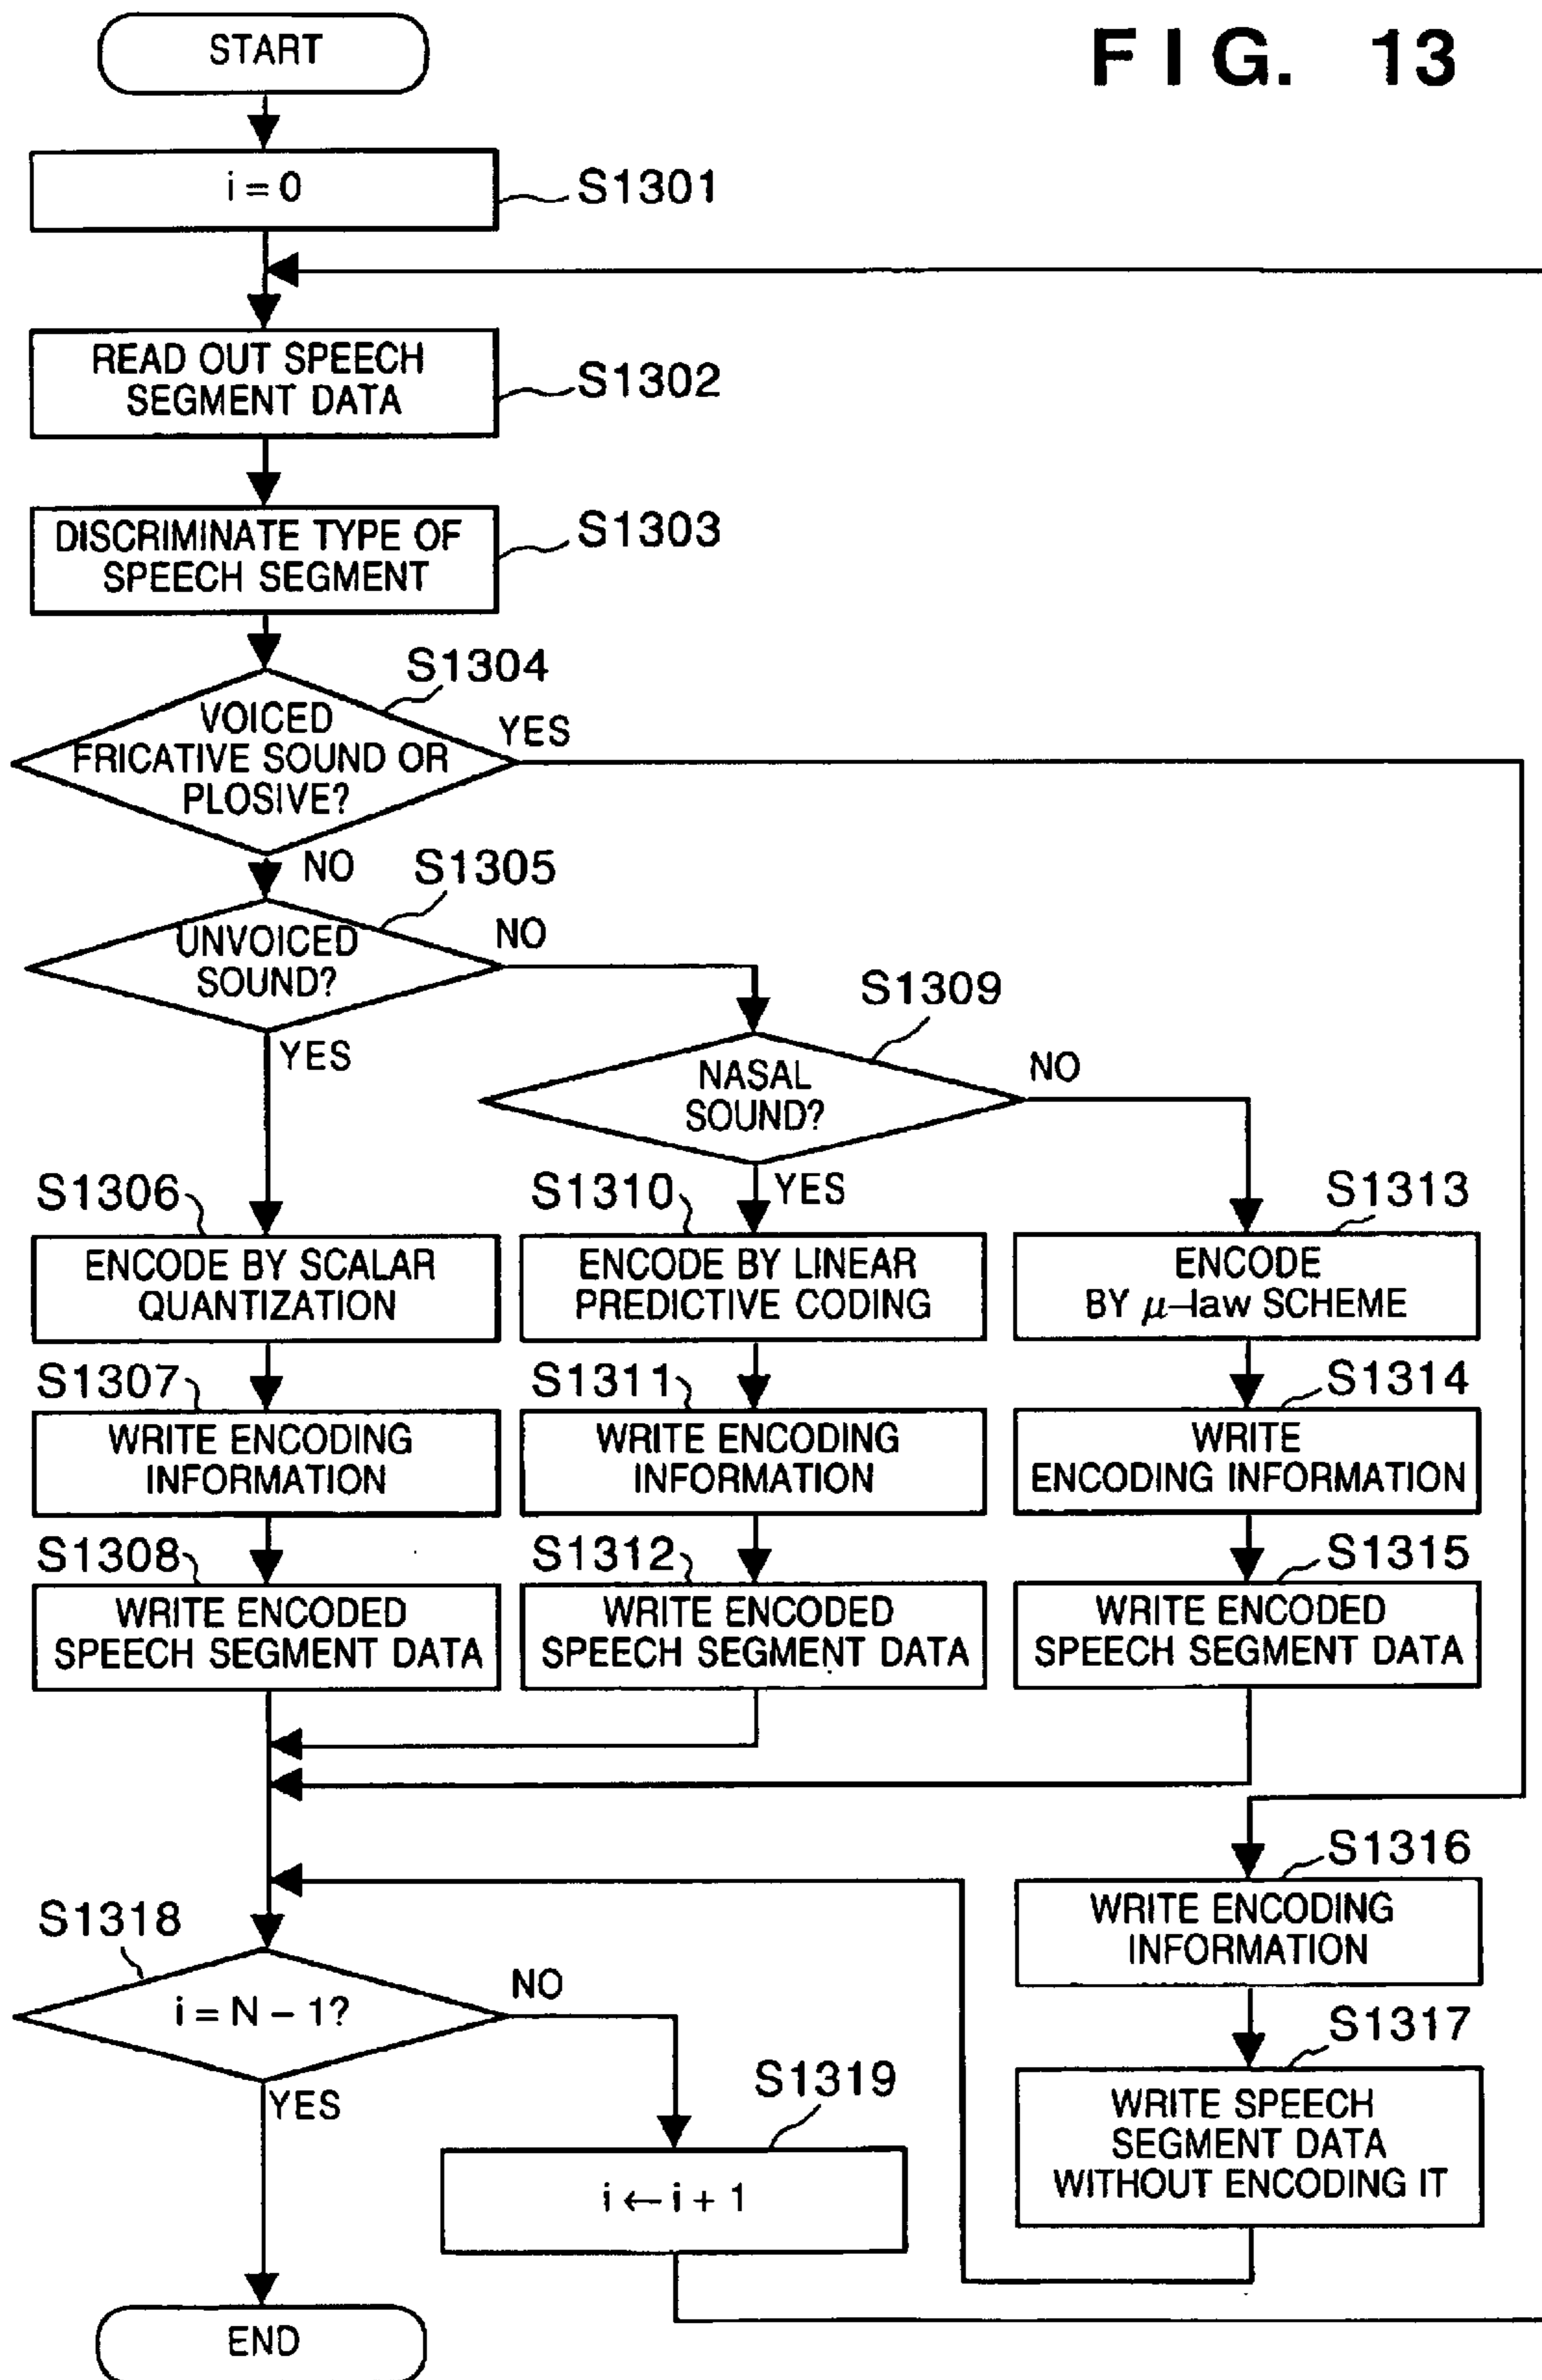 FIG. 13
START
i = 0
S1301
READ OUT SPEECH
SEGMENT DATA
S1302
DISCRIMINATE TYPE OF
SPEECH SEGMENT
S1303
S1304
VOICED
FRICATIVE SOUND OR
PLOSIVE?
YES
NO
S1305
UNVOICED
SOUND?
NO
YES
S1309
NASAL
SOUND?
NO
YES
S1306
ENCODE BY SCALAR
QUANTIZATION
S1310
ENCODE BY LINEAR
PREDICTIVE CODING
S1313
ENCODE
BY μ-law SCHEME
S1307
WRITE ENCODING
INFORMATION
S1311
WRITE ENCODING
INFORMATION
S1314
WRITE
ENCODING INFORMATION
S1308
WRITE ENCODED
SPEECH SEGMENT DATA
S1312
WRITE ENCODED
SPEECH SEGMENT DATA
S1315
WRITE ENCODED
SPEECH SEGMENT DATA
S1316
WRITE ENCODING
INFORMATION
S1317
WRITE SPEECH
SEGMENT DATA
WITHOUT ENCODING IT
S1318
i = N – 1?
NO
YES
S1319
i ← i + 1
END